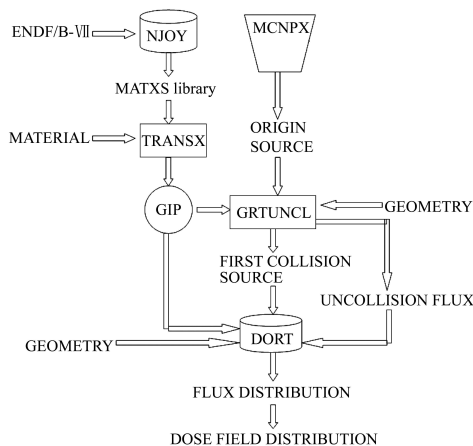 ENDF/B-Ⅶ
NJOY
MCNPX
MATXS library
MATERIAL
TRANSX
ORIGIN
SOURCE
GIP
GRTUNCL
GEOMETRY
FIRST COLLISION
SOURCE
UNCOLLISION FLUX
GEOMETRY
DORT
FLUX DISTRIBUTION
DOSE FIELD DISTRIBUTION